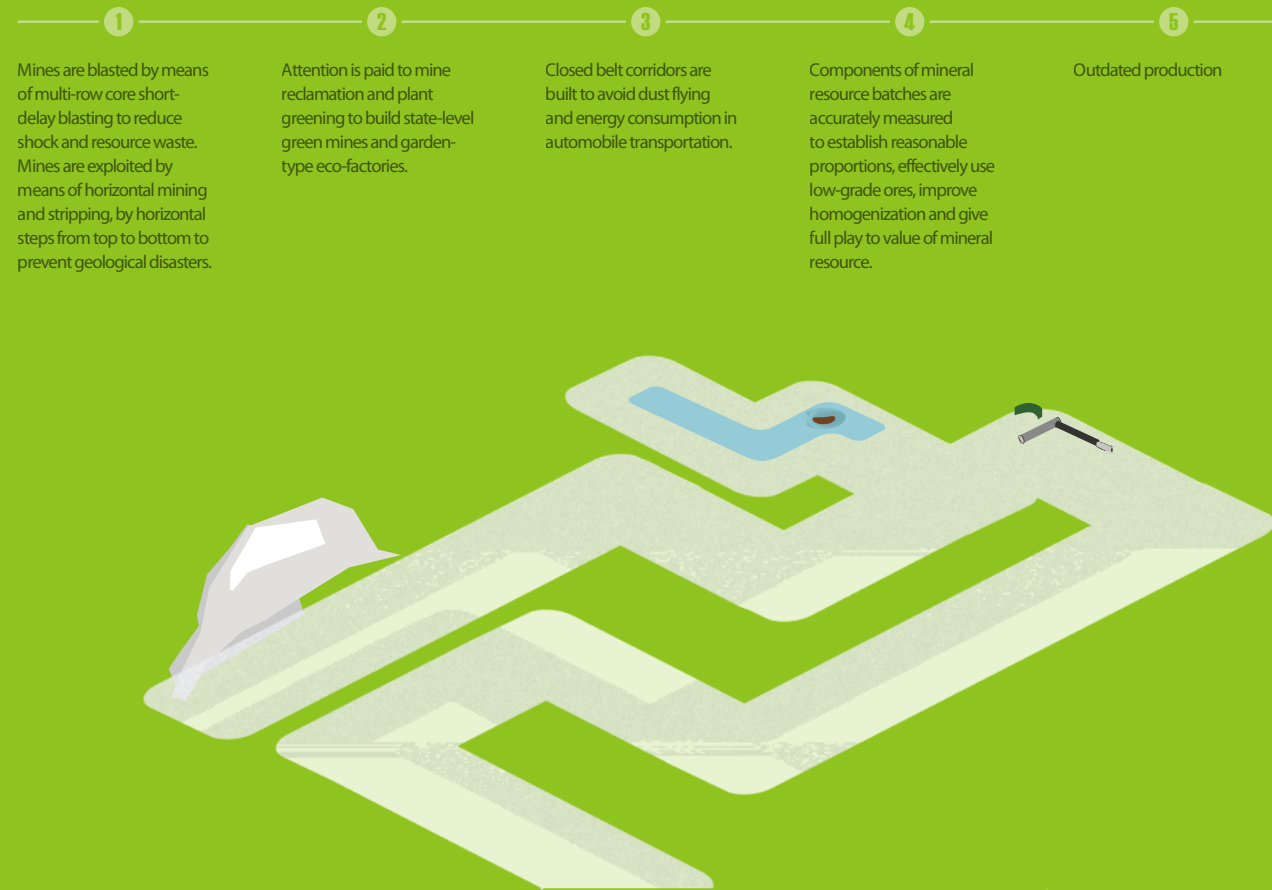 1
Mines are blasted by means
of multi-row core short-
delay blasting to reduce
shock and resource waste.
Mines are exploited by
means of horizontal mining
and stripping, by horizontal
steps from top to bottom to
prevent geological disasters.
2
Attention is paid to mine
reclamation and plant
greening to build state-level
green mines and garden-
type eco-factories.
3
Closed belt corridors are
built to avoid dust flying
and energy consumption in
automobile transportation.
4
Components of mineral
resource batches are
accurately measured
to establish reasonable
proportions, effectively use
low-grade ores, improve
homogenization and give
full play to value of mineral
resource.
5
Outdated production